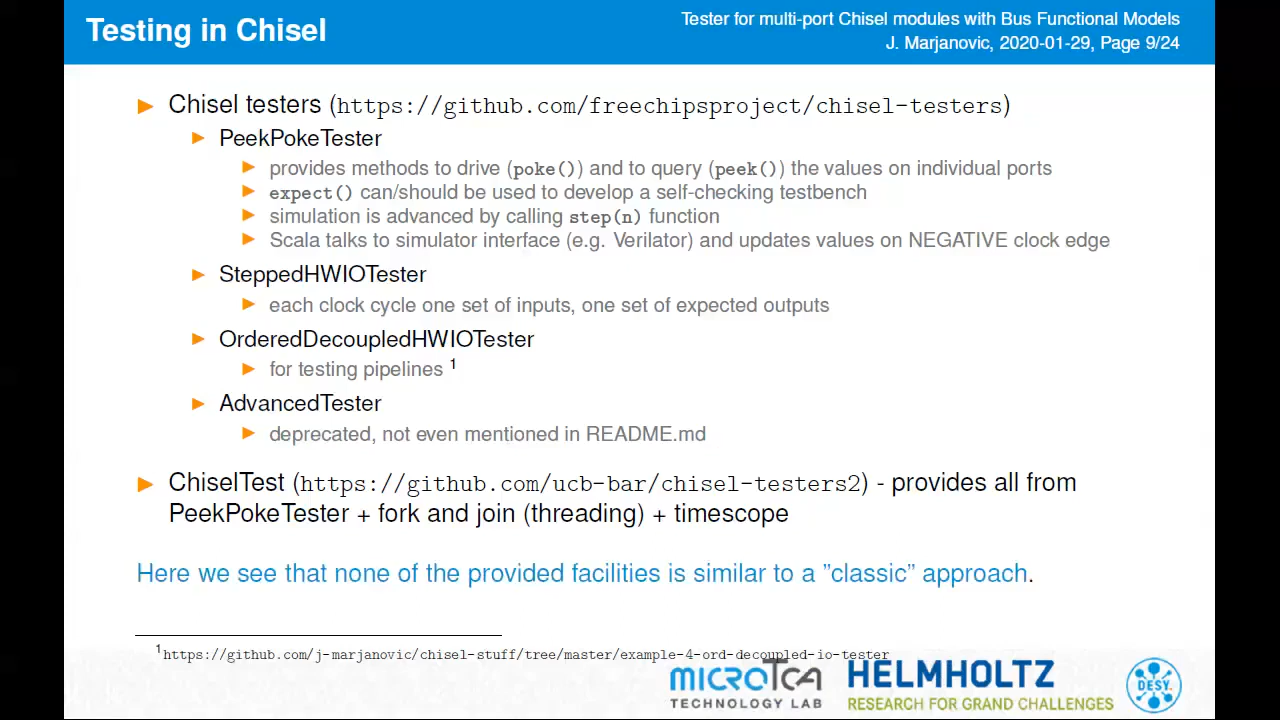 Testing in Chisel
Tester for multi-port Chisel modules with Bus Functional Models
J. Marjanovic, 2020-01-29, Page 9/24
Chisel testers (https://github.com/freechipsproject/chisel-testers)
PeekPokeTester
provides methods to drive (poke()) and to query (peek()) the values on individual ports
expect() can/should be used to develop a self-checking testbench
simulation is advanced by calling step(n) function
Scala talks to simulator interface (e.g. Verilator) and updates values on NEGATIVE clock edge
SteppedHWIOTester
each clock cycle one set of inputs, one set of expected outputs
OrderedDecoupledHWIOTester
for testing pipelines 1
AdvancedTester
deprecated, not even mentioned in README.md
ChiselTest (https://github.com/ucb-bar/chisel-testers2) - provides all from
PeekPokeTester + fork and join (threading) + timescope
Here we see that none of the provided facilities is similar to a ”classic” approach.
1https://github.com/j-marjanovic/chisel-stuff/tree/master/example-4-ord-decoupled-io-tester
MicroTCA
TECHNOLOGY LAB
HELMHOLTZ
RESEARCH FOR GRAND CHALLENGES
DESY.